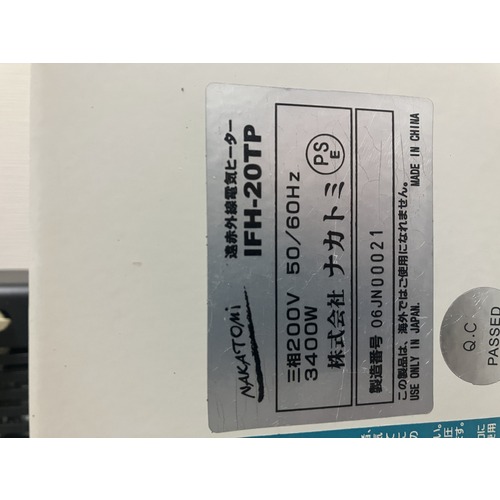 NAKATOMI
遠赤外線電気ヒーター
IFH-20TP
三相200V 50/60Hz
3400W
株式会社 ナカトミ
PS
E
製造番号 06JN00021
この製品は、海外ではご使用になれません。
USE ONLY IN JAPAN. MADE IN CHINA
Q.C
PASSED